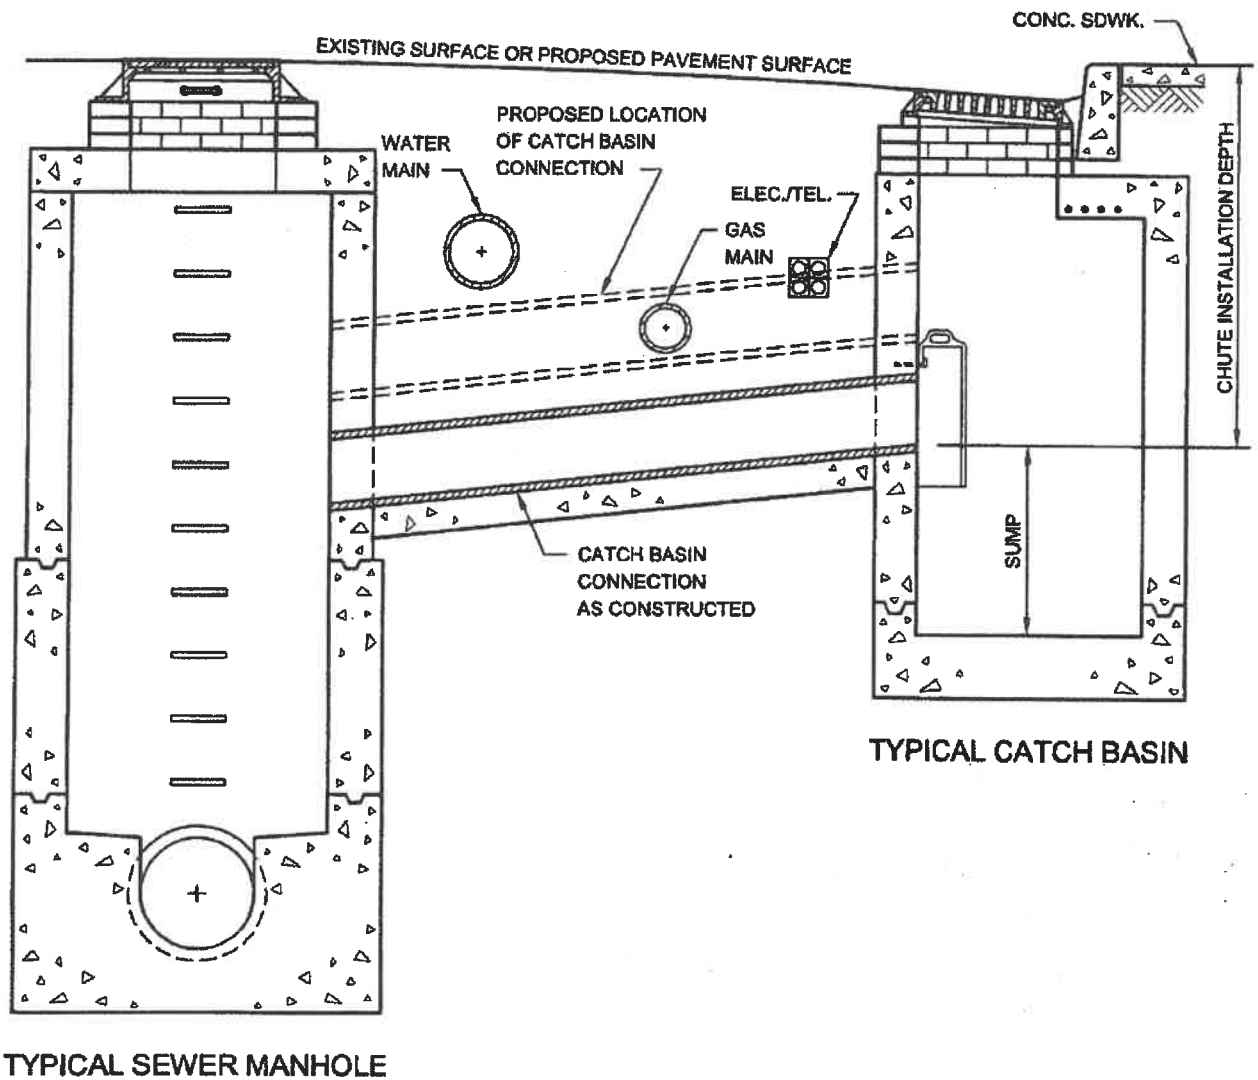 CONC. SDWK.
EXISTING SURFACE OR PROPOSED PAVEMENT SURFACE
PROPOSED LOCATION
OF CATCH BASIN
CONNECTION
WATER
MAIN
ELEC./TEL.
GAS
MAIN
CHUTE INSTALLATION DEPTH
SUMP
CATCH BASIN
CONNECTION
AS CONSTRUCTED
TYPICAL CATCH BASIN
TYPICAL SEWER MANHOLE